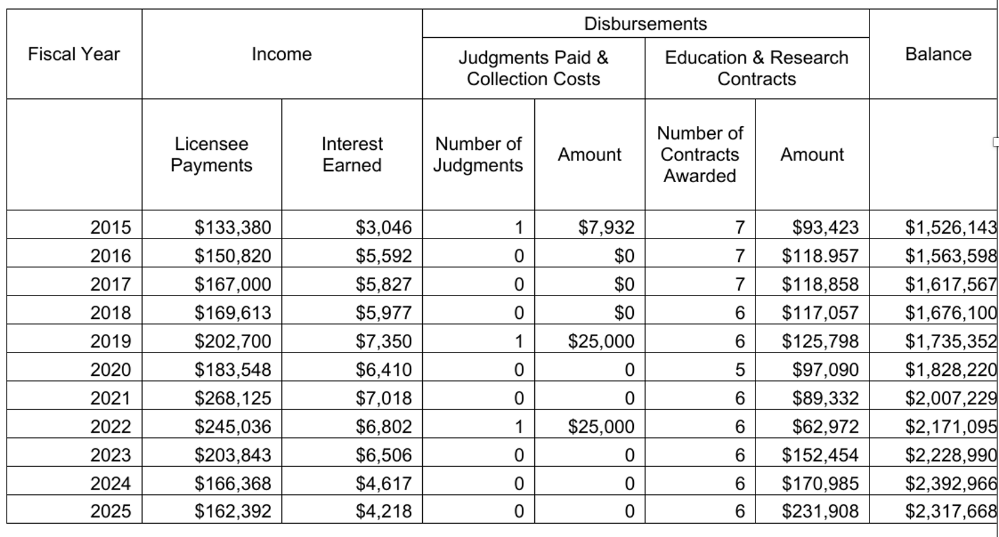 Disbursements
Fiscal Year Income Judgments Paid & Education & Research Balance
Collection Costs Contracts
Licensee Payments Interest Earned Number of Judgments Amount Number of Contracts Awarded Amount
2015 $133,380 $3,046 1 $7,932 7 $93,423 $1,526,143
2016 $150,820 $5,592 0 $0 7 $118.957 $1,563,598
2017 $167,000 $5,827 0 $0 7 $118,858 $1,617,567
2018 $169,613 $5,977 0 $0 6 $117,057 $1,676,100
2019 $202,700 $7,350 1 $25,000 6 $125,798 $1,735,352
2020 $183,548 $6,410 0 0 5 $97,090 $1,828,220
2021 $268,125 $7,018 0 0 6 $89,332 $2,007,229
2022 $245,036 $6,802 1 $25,000 6 $62,972 $2,171,095
2023 $203,843 $6,506 0 0 6 $152,454 $2,228,990
2024 $166,368 $4,617 0 0 6 $170,985 $2,392,966
2025 $162,392 $4,218 0 0 6 $231,908 $2,317,668